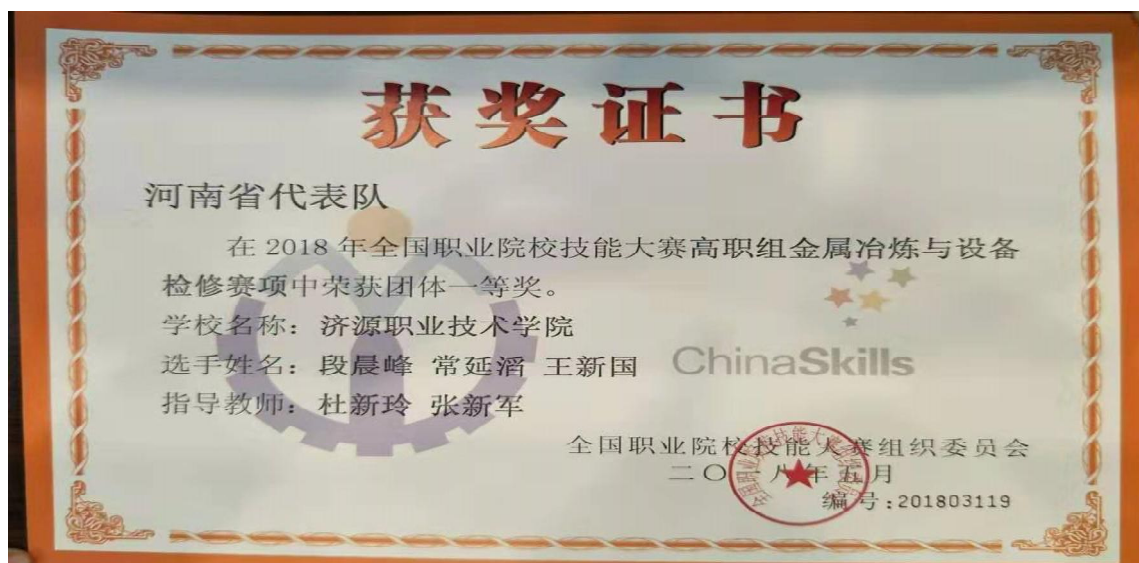 获奖证书
河南省代表队
在 2018 年全国职业院校技能大赛高职组金属冶炼与设备
检修赛项中荣获团体一等奖。
学校名称：济源职业技术学院
选手姓名：段晨峰 常延滔 王新国
指导教师：杜新玲 张新军
ChinaSkills
全国职业院校技能大赛组织委员会
二〇一八年五月
编号:201803119